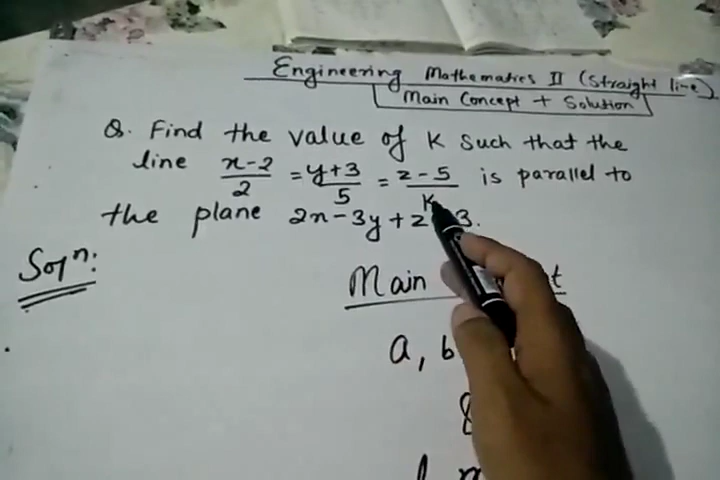 Engineering Mathematics II (Straight line)
Main Concept + Solution
Q. Find the value of K such that the
line x-2/2 = y+3/5 = z-5/K is parallel to
the plane 2x-3y+z 3.
Solⁿ:
Main t
a, b
l